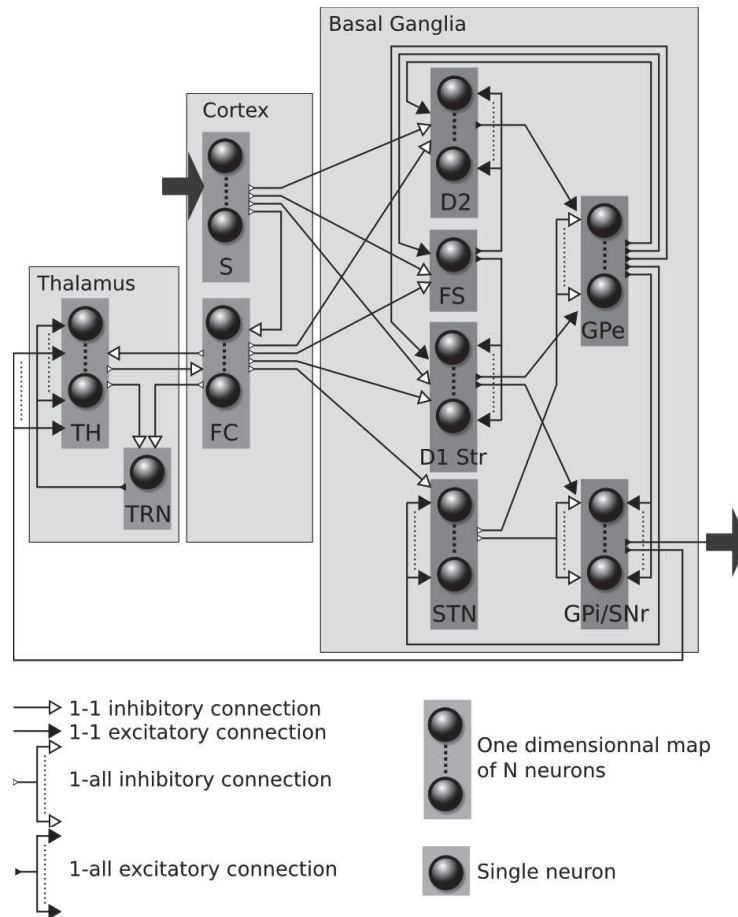 Basal Ganglia
Cortex
S
D2
FS
GPe
Thalamus
TH
FC
D1 Str
TRN
STN
GPi/SNr
1-1 inhibitory connection
1-1 excitatory connection
1-all inhibitory connection
1-all excitatory connection
One dimensionnal map
of N neurons
Single neuron